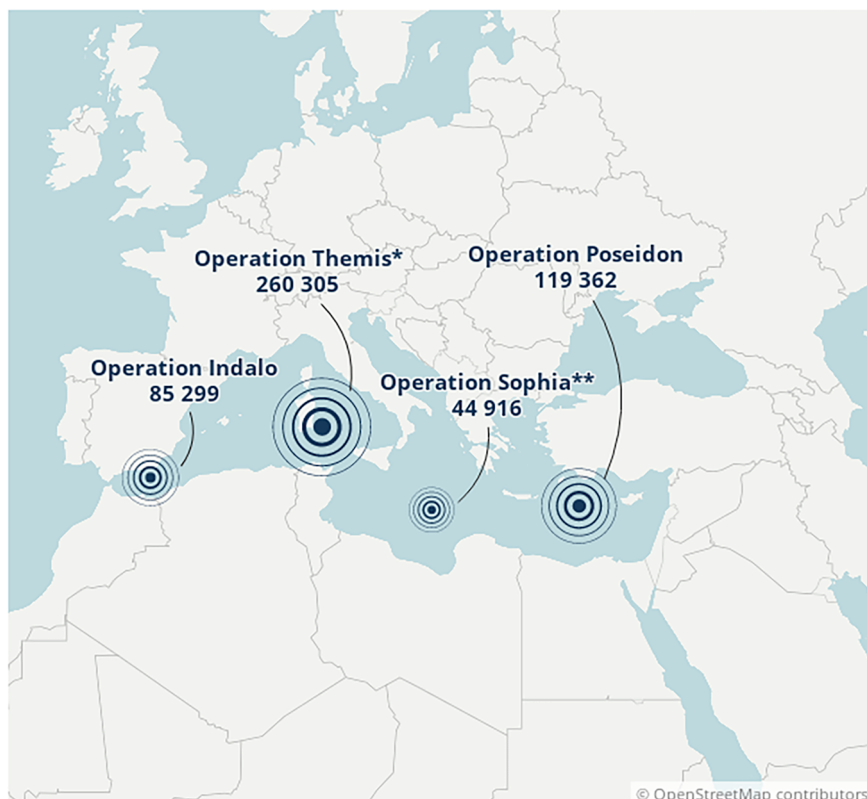 Operation Themis*
260 305
Operation Poseidon
119 362
Operation Indalo
85 299
Operation Sophia**
44 916
© OpenStreetMap contributors